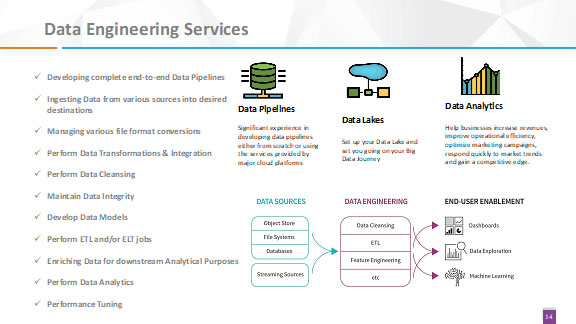 Data Engineering Services
✓ Developing complete end-to-end Data Pipelines
✓ Ingesting Data from various sources into desired
destinations
✓ Managing various file format conversions
✓ Perform Data Transformations & Integration
✓ Perform Data Cleansing
✓ Maintain Data Integrity
✓ Develop Data Models
✓ Perform ETL and/or ELT jobs
✓ Enriching Data for downstream Analytical Purposes
✓ Perform Data Analytics
✓ Performance Tuning
Data Pipelines
Significant experience in
developing data pipelines
either from scratch or using
the services provided by
major cloud platforms
Data Lakes
Set up your Data Lake and
set you going on your Big
Data Journey
Data Analytics
Help businesses increase revenues,
improve operational efficiency,
optimize marketing campaigns,
respond quickly to market trends
and gain a competitive edge.
DATA SOURCES
Object Store
File Systems
Databases
Streaming Sources
DATA ENGINEERING
Data Cleansing
ETL
Feature Engineering
etc
END-USER ENABLEMENT
Dashboards
Data Exploration
Machine Learning
14